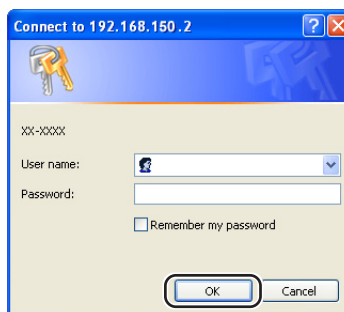 Connect to 192.168.150.2
XX-XXXX
User name:
Password:
Remember my password
OK
Cancel